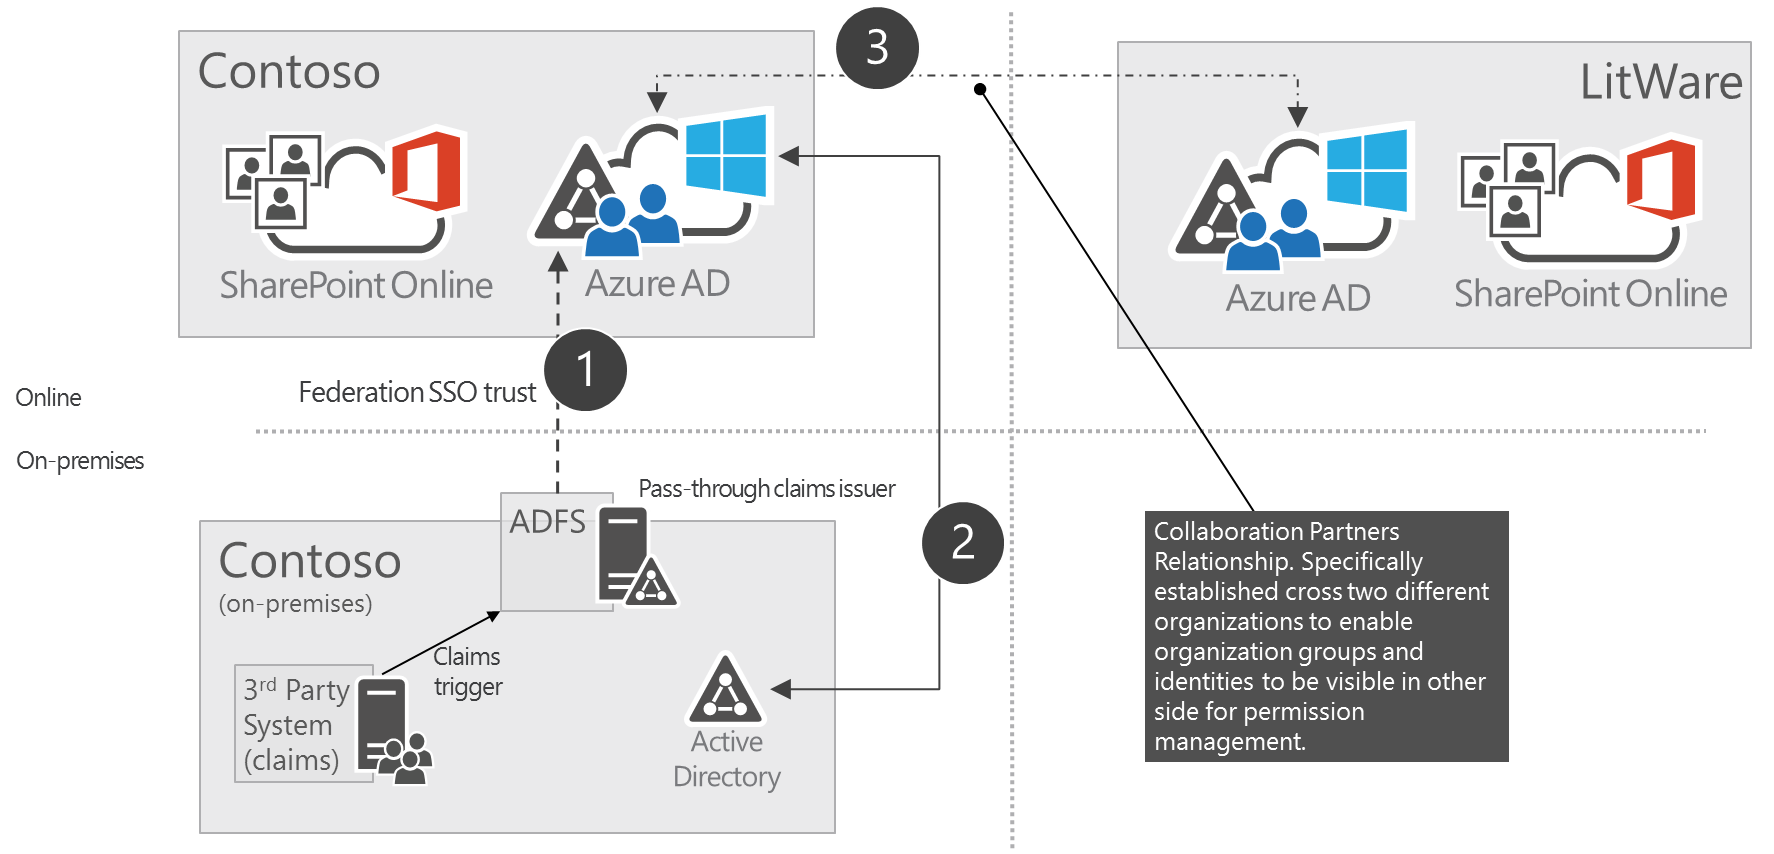 Contoso
3
LitWare
SharePoint Online
Azure AD
Azure AD
SharePoint Online
1
Federation SSO trust
Online
On-premises
Pass-through claims issuer
ADFS
2
Contoso
(on-premises)
Claims
trigger
3rd Party
System
(claims)
Active
Directory
Collaboration Partners
Relationship. Specifically
established cross two different
organizations to enable
organization groups and
identities to be visible in other
side for permission
management.